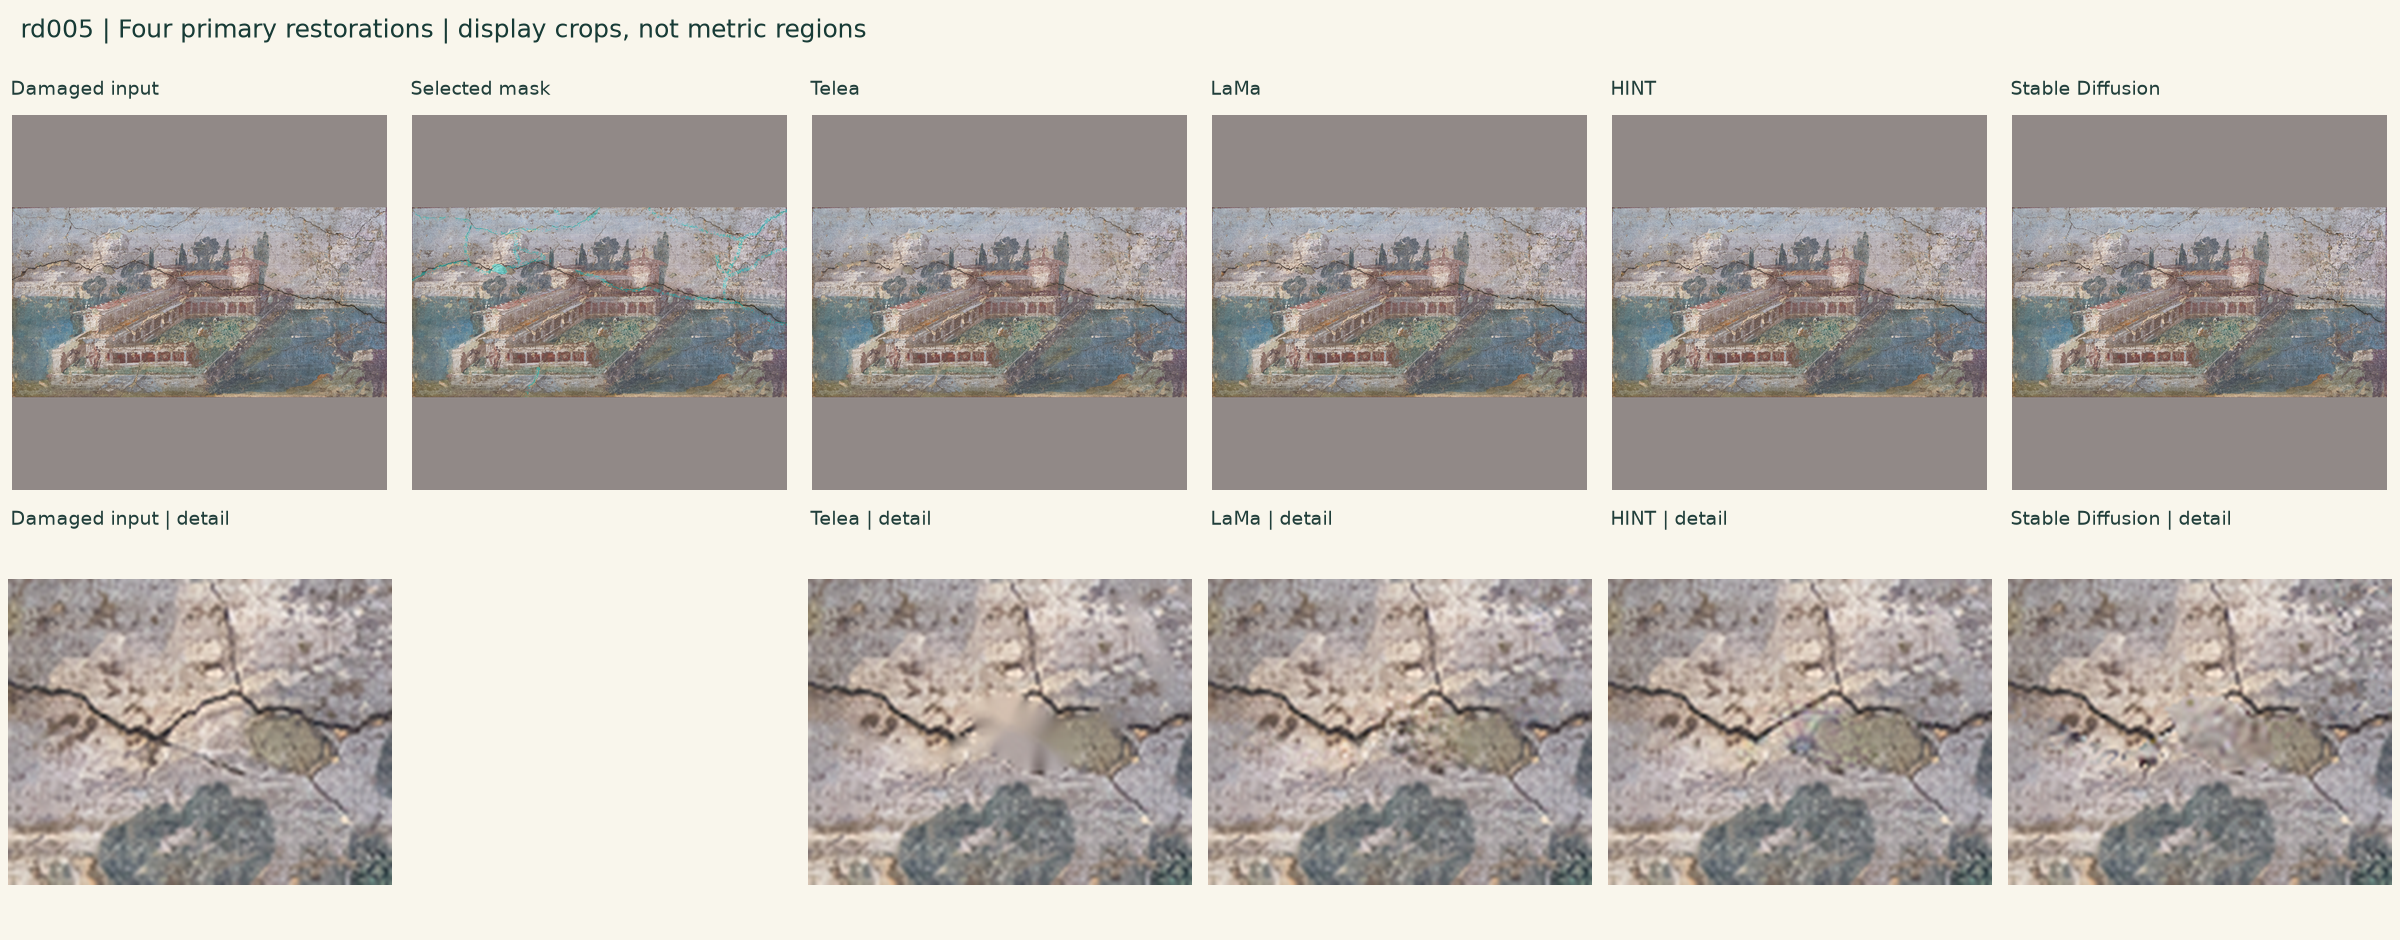 rd005 | Four primary restorations | display crops, not metric regions
Damaged input
Selected mask
Telea
LaMa
HINT
Stable Diffusion
Damaged input | detail
Telea | detail
LaMa | detail
HINT | detail
Stable Diffusion | detail